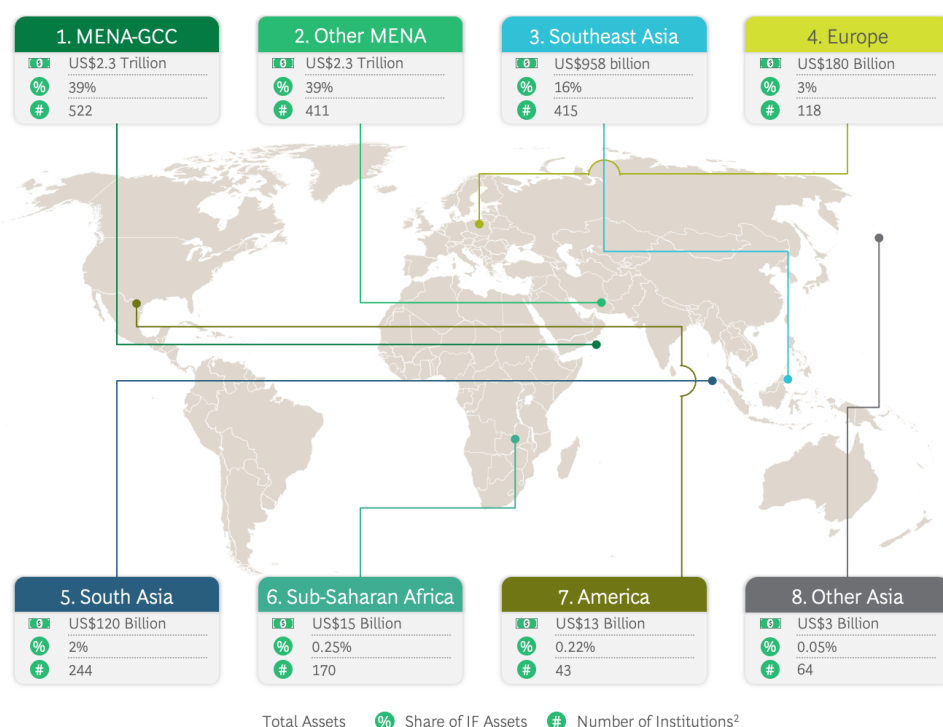 1. MENA-GCC
US$2.3 Trillion
% 39%
# 522
2. Other MENA
US$2.3 Trillion
% 39%
# 411
3. Southeast Asia
US$958 billion
% 16%
# 415
4. Europe
US$180 Billion
% 3%
# 118
5. South Asia
US$120 Billion
% 2%
# 244
6. Sub-Saharan Africa
US$15 Billion
% 0.25%
# 170
7. America
US$13 Billion
% 0.22%
# 43
8. Other Asia
US$3 Billion
% 0.05%
# 64
Total Assets % Share of IF Assets # Number of Institutions²